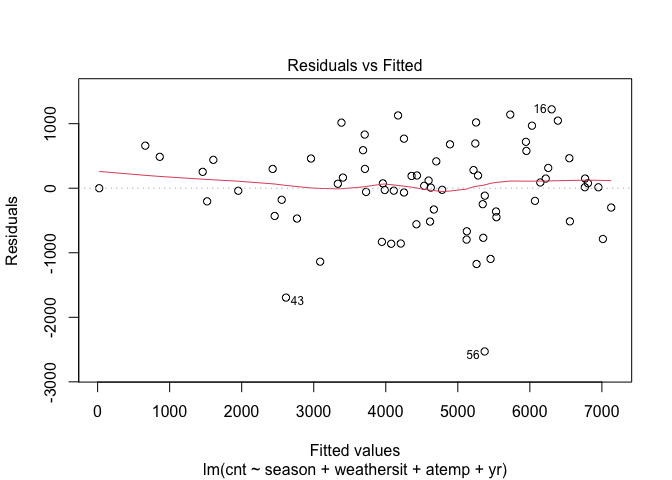 Residuals vs Fitted
Residuals
1000
0
-1000
-2000
-3000
16
43
56
0 1000 2000 3000 4000 5000 6000 7000
Fitted values
lm(cnt ~ season + weathersit + atemp + yr)